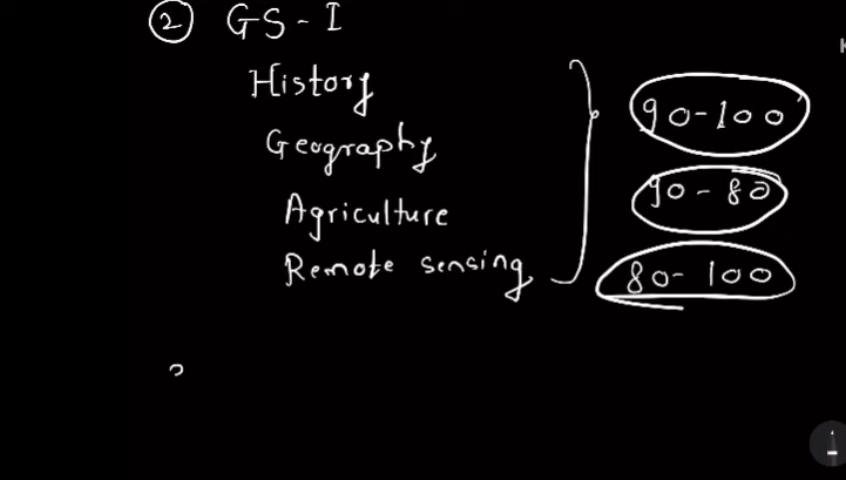 ② GS - I
History
Geography
Agriculture
Remote sensing
90-100
90-80
80-100